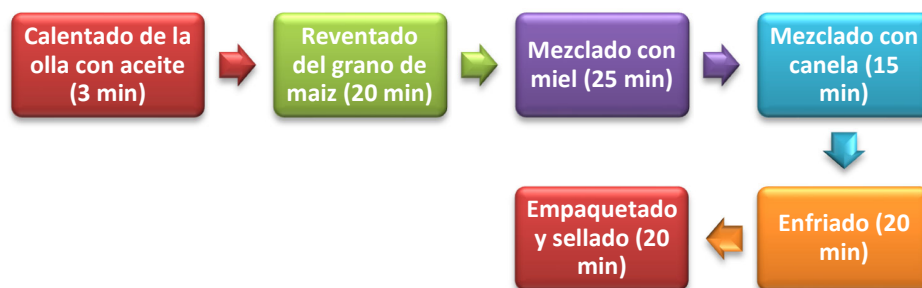 Calentado de la
olla con aceite
(3 min)
Reventado
del grano de
maiz (20 min)
Mezclado con
miel (25 min)
Mezclado con
canela (15
min)
Enfriado (20
min)
Empaquetado
y sellado (20
min)